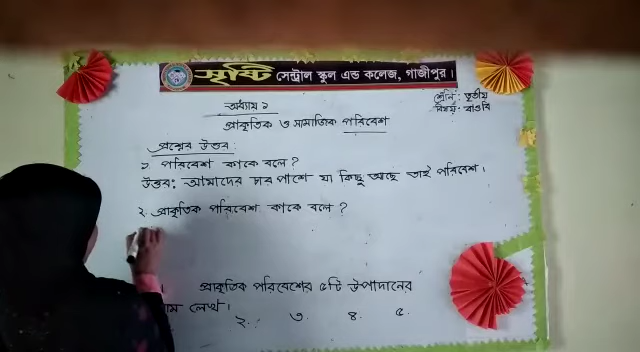 সৃষ্টি সেন্ট্রাল স্কুল এন্ড কলেজ, গাজীপুর।
অধ্যায় ১
শ্রেনি: তৃতীয়
বিষয়: বাওবি
প্রাকৃতিক ও সামাজিক পরিবেশ
প্রশ্নের উত্তর:
১. পরিবেশ কাকে বলে?
উত্তর: আমাদের চার পাশে যা কিছু আছে তাই পরিবেশ।
২. প্রাকৃতিক পরিবেশ কাকে বলে?
প্রাকৃতিক পরিবেশের ৫টি উপাদানের
নাম লেখ।
২. ৩. ৪. ৫.